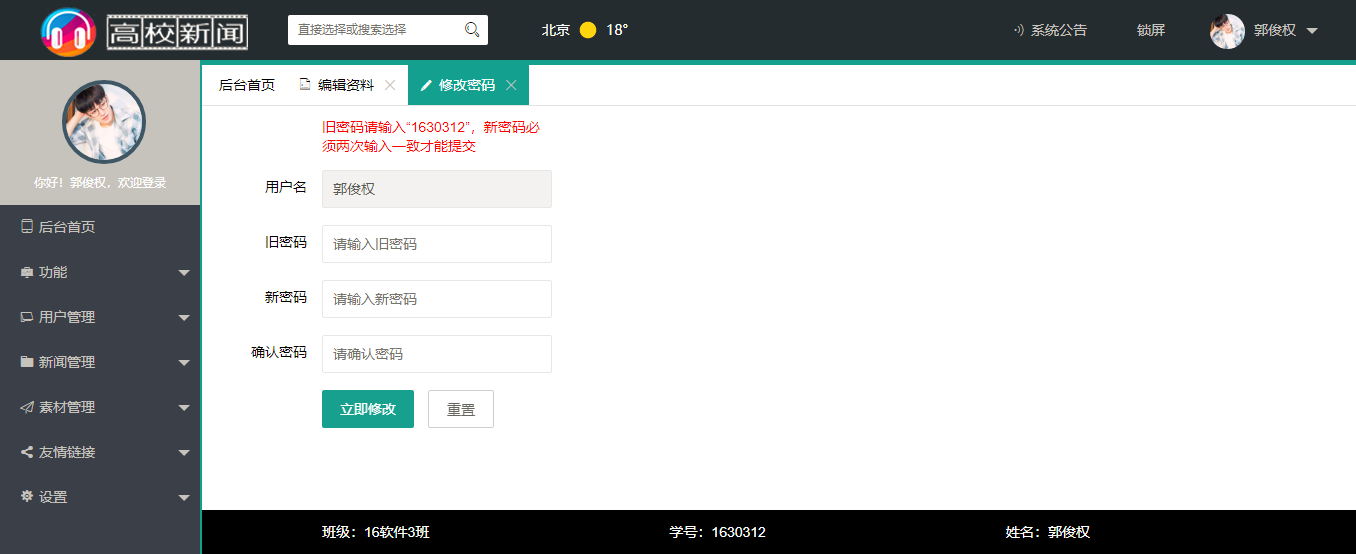 高校新闻
直接选择或搜索选择
北京 18°
系统公告
锁屏
郭俊权
你好！郭俊权，欢迎登录
后台首页
功能
用户管理
新闻管理
素材管理
友情链接
设置
后台首页
编辑资料
修改密码
旧密码请输入“1630312”，新密码必
须两次输入一致才能提交
用户名 郭俊权
旧密码 请输入旧密码
新密码 请输入新密码
确认密码 请确认密码
立即修改 重置
班级：16软件3班 学号：1630312 姓名：郭俊权